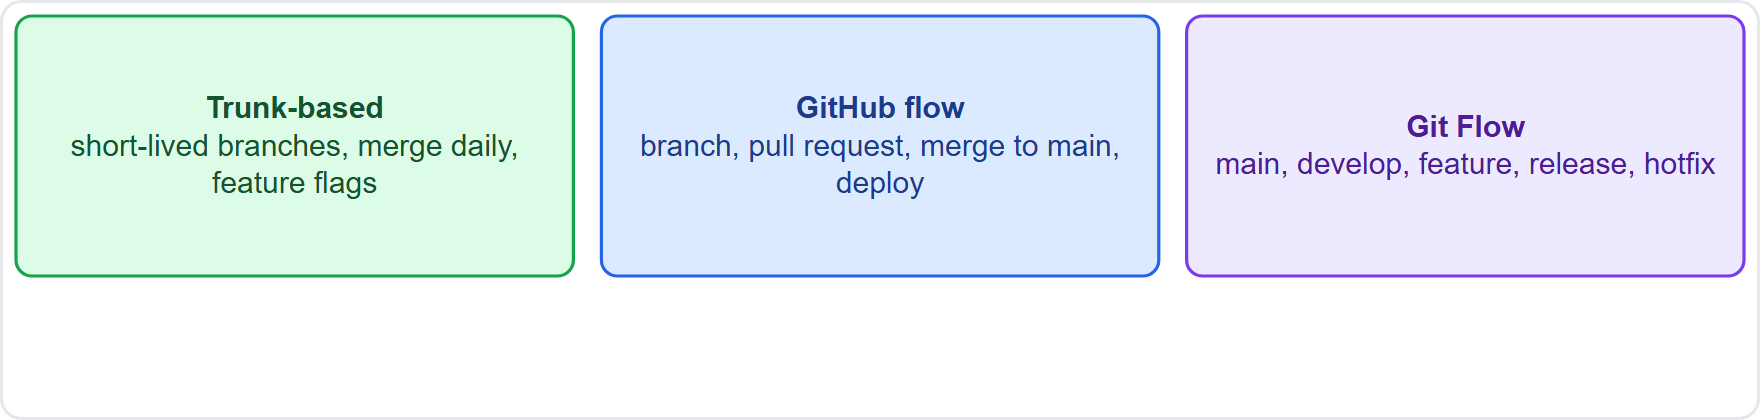 Trunk-based
short-lived branches, merge daily,
feature flags
GitHub flow
branch, pull request, merge to main,
deploy
Git Flow
main, develop, feature, release, hotfix